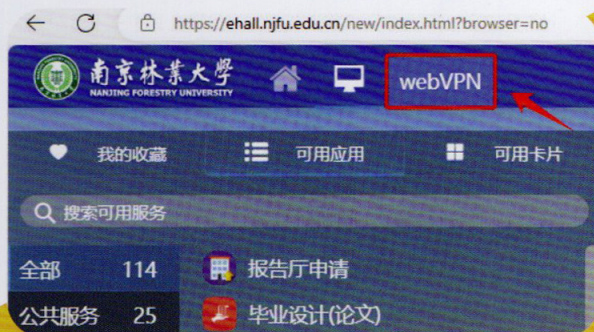 https://ehall.njfu.edu.cn/new/index.html?browser=no
南京林業大學
NANJING FORESTRY UNIVERSITY
webVPN
我的收藏 可用应用 可用卡片
搜索可用服务
全部 114 报告厅申请
公共服务 25 毕业设计(论文)